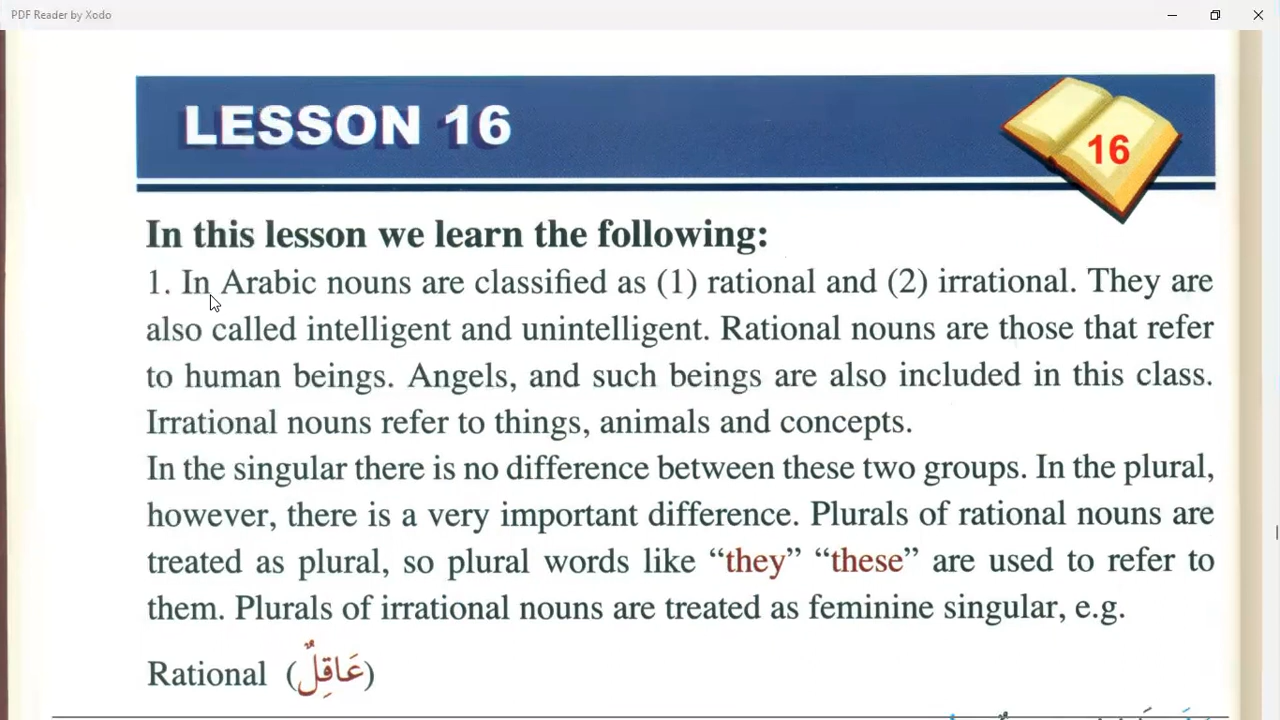 PDF Reader by Xodo
LESSON 16
16
In this lesson we learn the following:
1. In Arabic nouns are classified as (1) rational and (2) irrational. They are
also called intelligent and unintelligent. Rational nouns are those that refer
to human beings. Angels, and such beings are also included in this class.
Irrational nouns refer to things, animals and concepts.
In the singular there is no difference between these two groups. In the plural,
however, there is a very important difference. Plurals of rational nouns are
treated as plural, so plural words like “they” “these” are used to refer to
them. Plurals of irrational nouns are treated as feminine singular, e.g.
Rational (عَاقِلٌ)